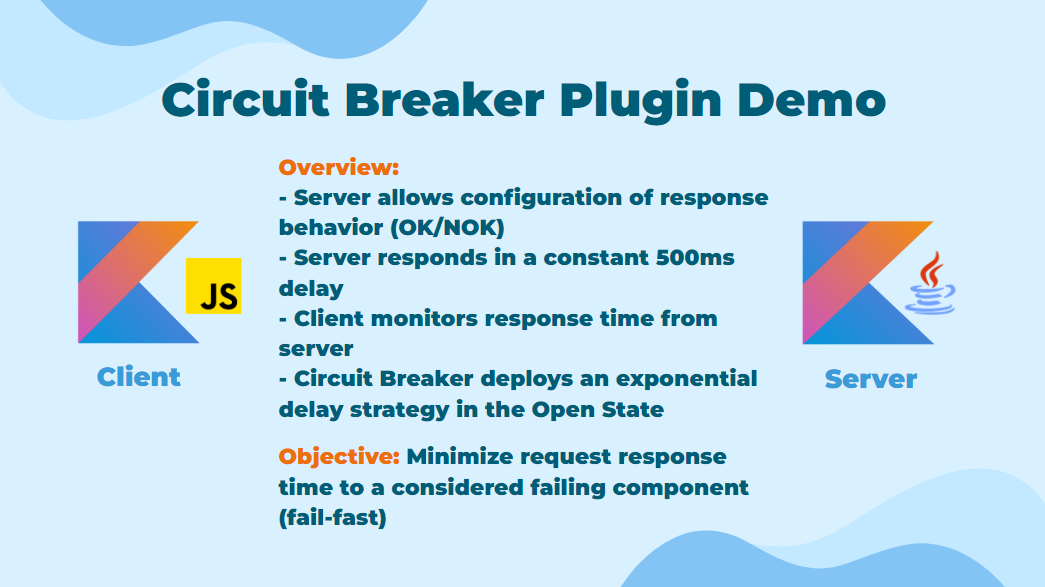 Circuit Breaker Plugin Demo
Overview:
- Server allows configuration of response
behavior (OK/NOK)
- Server responds in a constant 500ms
delay
- Client monitors response time from
server
- Circuit Breaker deploys an exponential
delay strategy in the Open State
Objective: Minimize request response
time to a considered failing component
(fail-fast)
JS
Client
Server